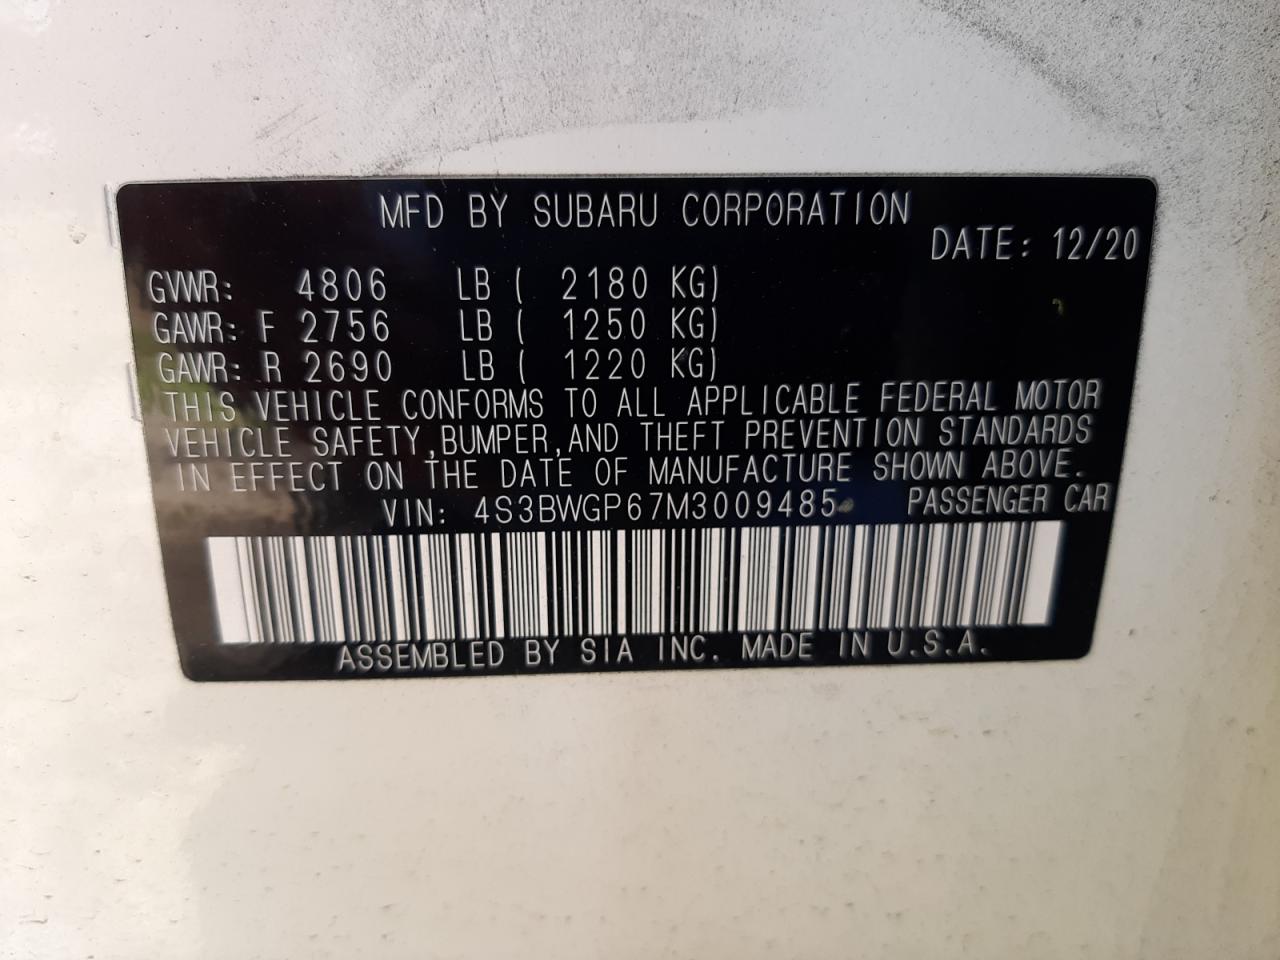 MFD BY SUBARU CORPORATION
DATE: 12/20
GVWR: 4806 LB ( 2180 KG)
GAWR: F 2756 LB ( 1250 KG)
GAWR: R 2690 LB ( 1220 KG)
THIS VEHICLE CONFORMS TO ALL APPLICABLE FEDERAL MOTOR
VEHICLE SAFETY, BUMPER, AND THEFT PREVENTION STANDARDS
IN EFFECT ON THE DATE OF MANUFACTURE SHOWN ABOVE.
VIN: 4S3BWGP67M3009485 PASSENGER CAR
ASSEMBLED BY SIA INC. MADE IN U.S.A.